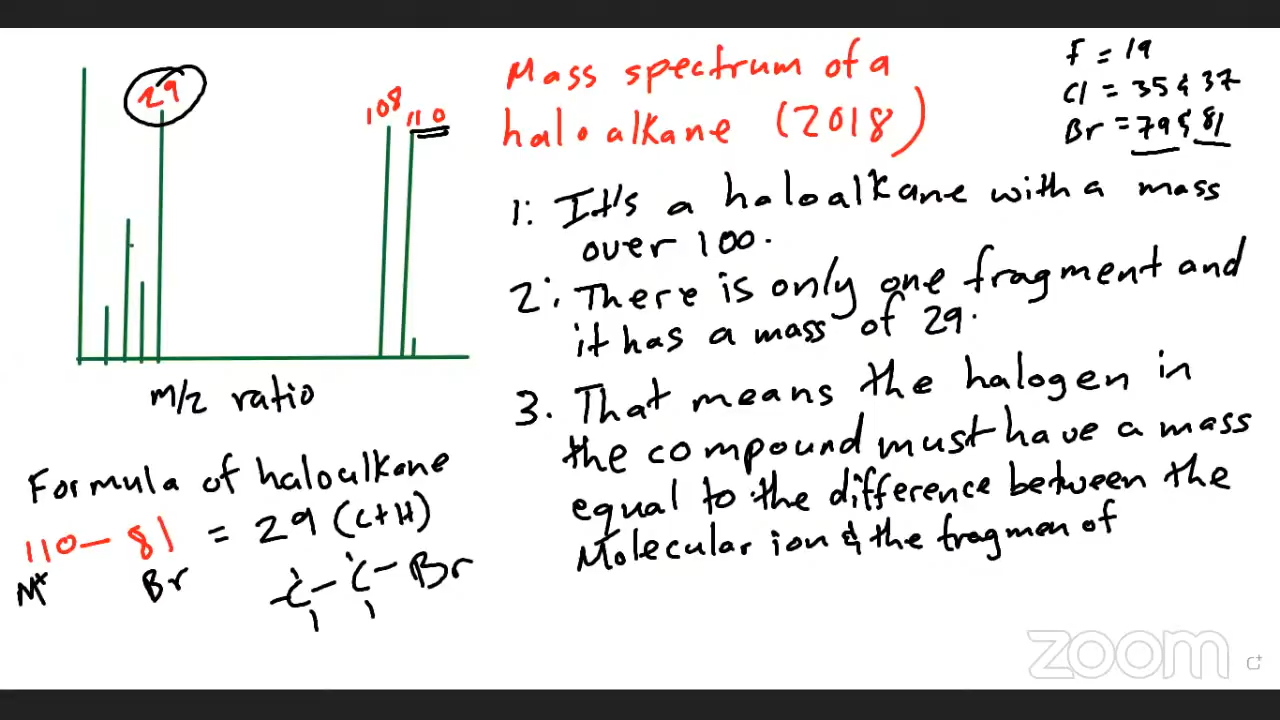 29
108
110
m/z ratio
Formula of haloalkane
110 - 81 = 29 (C+H)
M+ Br
-C-C-Br
Mass spectrum of a
haloalkane (2018)
F = 19
Cl = 35 & 37
Br = 79 & 81
1: It's a haloalkane with a mass
over 100.
2: There is only one fragment and
it has a mass of 29.
3. That means the halogen in
the compound must have a mass
equal to the difference between the
Molecular ion & the fragmen of
zoom